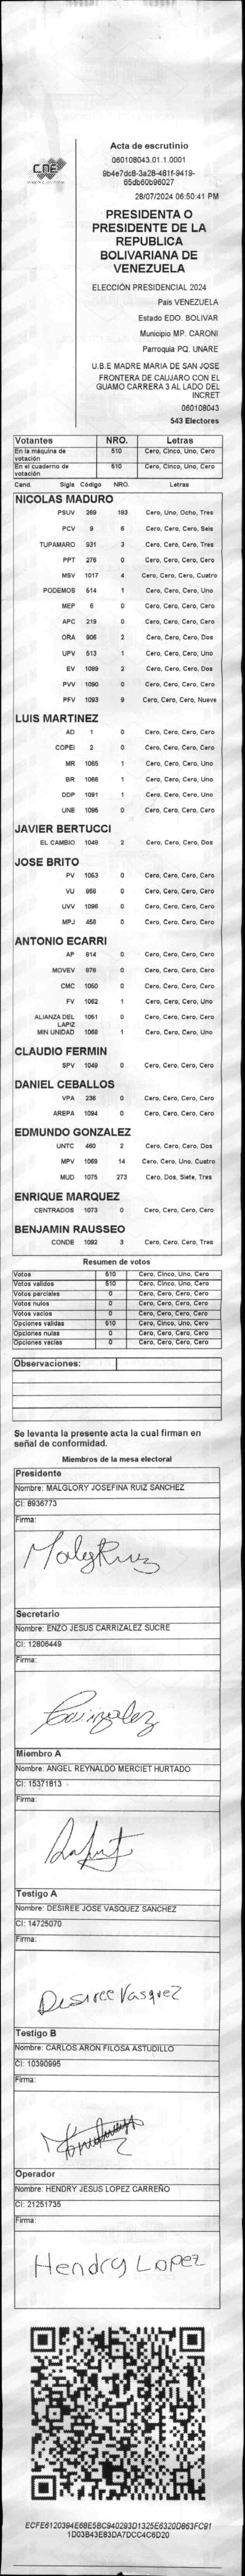 CNE
Acta de escrutinio
060108043.01.1.0001
9b4e7dc8-3a28-481f-9419-
65db60b96027
28/07/2024 06:50:41 PM
PRESIDENTA O
PRESIDENTE DE LA
REPUBLICA
BOLIVARIANA DE
VENEZUELA
ELECCIÓN PRESIDENCIAL 2024
País VENEZUELA
Estado EDO. BOLIVAR
Municipio MP. CARONI
Parroquia PQ. UNARE
U.B.E MADRE MARIA DE SAN JOSE
FRONTERA DE CAUJARO CON EL
GUAMO CARRERA 3 AL LADO DEL
INCRET
060108043
543 Electores
Votantes NRO. Letras
En la máquina de votación 510 Cero, Cinco, Uno, Cero
En el cuaderno de votación 510 Cero, Cinco, Uno, Cero
Cand. Sigla Código NRO. Letras
NICOLAS MADURO
PSUV 269 183 Cero, Uno, Ocho, Tres
PCV 9 6 Cero, Cero, Cero, Seis
TUPAMARO 931 3 Cero, Cero, Cero, Tres
PPT 276 0 Cero, Cero, Cero, Cero
MSV 1017 4 Cero, Cero, Cero, Cuatro
PODEMOS 514 1 Cero, Cero, Cero, Uno
MEP 6 0 Cero, Cero, Cero, Cero
APC 219 0 Cero, Cero, Cero, Cero
ORA 906 2 Cero, Cero, Cero, Dos
UPV 513 1 Cero, Cero, Cero, Uno
EV 1089 2 Cero, Cero, Cero, Dos
PVV 1090 0 Cero, Cero, Cero, Cero
PFV 1093 9 Cero, Cero, Cero, Nueve
LUIS MARTINEZ
AD 1 0 Cero, Cero, Cero, Cero
COPEI 2 0 Cero, Cero, Cero, Cero
MR 1065 1 Cero, Cero, Cero, Uno
BR 1066 1 Cero, Cero, Cero, Uno
DDP 1091 1 Cero, Cero, Cero, Uno
UNE 1095 0 Cero, Cero, Cero, Cero
JAVIER BERTUCCI
EL CAMBIO 1048 2 Cero, Cero, Cero, Dos
JOSE BRITO
PV 1053 0 Cero, Cero, Cero, Cero
VU 968 0 Cero, Cero, Cero, Cero
UVV 1096 0 Cero, Cero, Cero, Cero
MPJ 458 0 Cero, Cero, Cero, Cero
ANTONIO ECARRI
AP 814 0 Cero, Cero, Cero, Cero
MOVEV 978 0 Cero, Cero, Cero, Cero
CMC 1050 0 Cero, Cero, Cero, Cero
FV 1062 1 Cero, Cero, Cero, Uno
ALIANZA DEL LAPIZ 1051 0 Cero, Cero, Cero, Cero
MIN UNIDAD 1068 1 Cero, Cero, Cero, Uno
CLAUDIO FERMIN
SPV 1049 0 Cero, Cero, Cero, Cero
DANIEL CEBALLOS
VPA 236 0 Cero, Cero, Cero, Cero
AREPA 1094 0 Cero, Cero, Cero, Cero
EDMUNDO GONZALEZ
UNTC 460 2 Cero, Cero, Cero, Dos
MPV 1069 14 Cero, Cero, Uno, Cuatro
MUD 1075 273 Cero, Dos, Siete, Tres
ENRIQUE MARQUEZ
CENTRADOS 1073 0 Cero, Cero, Cero, Cero
BENJAMIN RAUSSEO
CONDE 1092 3 Cero, Cero, Cero, Tres
Resumen de votos
Votos 510 Cero, Cinco, Uno, Cero
Votos validos 510 Cero, Cinco, Uno, Cero
Votos parciales 0 Cero, Cero, Cero, Cero
Votos nulos 0 Cero, Cero, Cero, Cero
Votos vacíos 0 Cero, Cero, Cero, Cero
Opciones válidas 510 Cero, Cinco, Uno, Cero
Opciones nulas 0 Cero, Cero, Cero, Cero
Opciones vacías 0 Cero, Cero, Cero, Cero
Observaciones:
Se levanta la presente acta la cual firman en
señal de conformidad.
Miembros de la mesa electoral
Presidente
Nombre: MALGLORY JOSEFINA RUIZ SANCHEZ
CI: 8936773
Firma:
MalgRuiz
Secretario
Nombre: ENZO JESUS CARRIZALEZ SUCRE
CI: 12806449
Firma:
Miembro A
Nombre: ANGEL REYNALDO MERCIET HURTADO
CI: 15371813
Firma:
Testigo A
Nombre: DESIREE JOSE VASQUEZ SANCHEZ
CI: 14725070
Firma:
Desiree Vasquez
Testigo B
Nombre: CARLOS ARON FILOSA ASTUDILLO
CI: 10390995
Firma:
Operador
Nombre: HENDRY JESUS LOPEZ CARREÑO
CI: 21251735
Firma:
Hendry Lopez
ECFE6120394E68E5BC940293D1325E6320D863FC91
1D03B43E83DA7DCC4C6D20